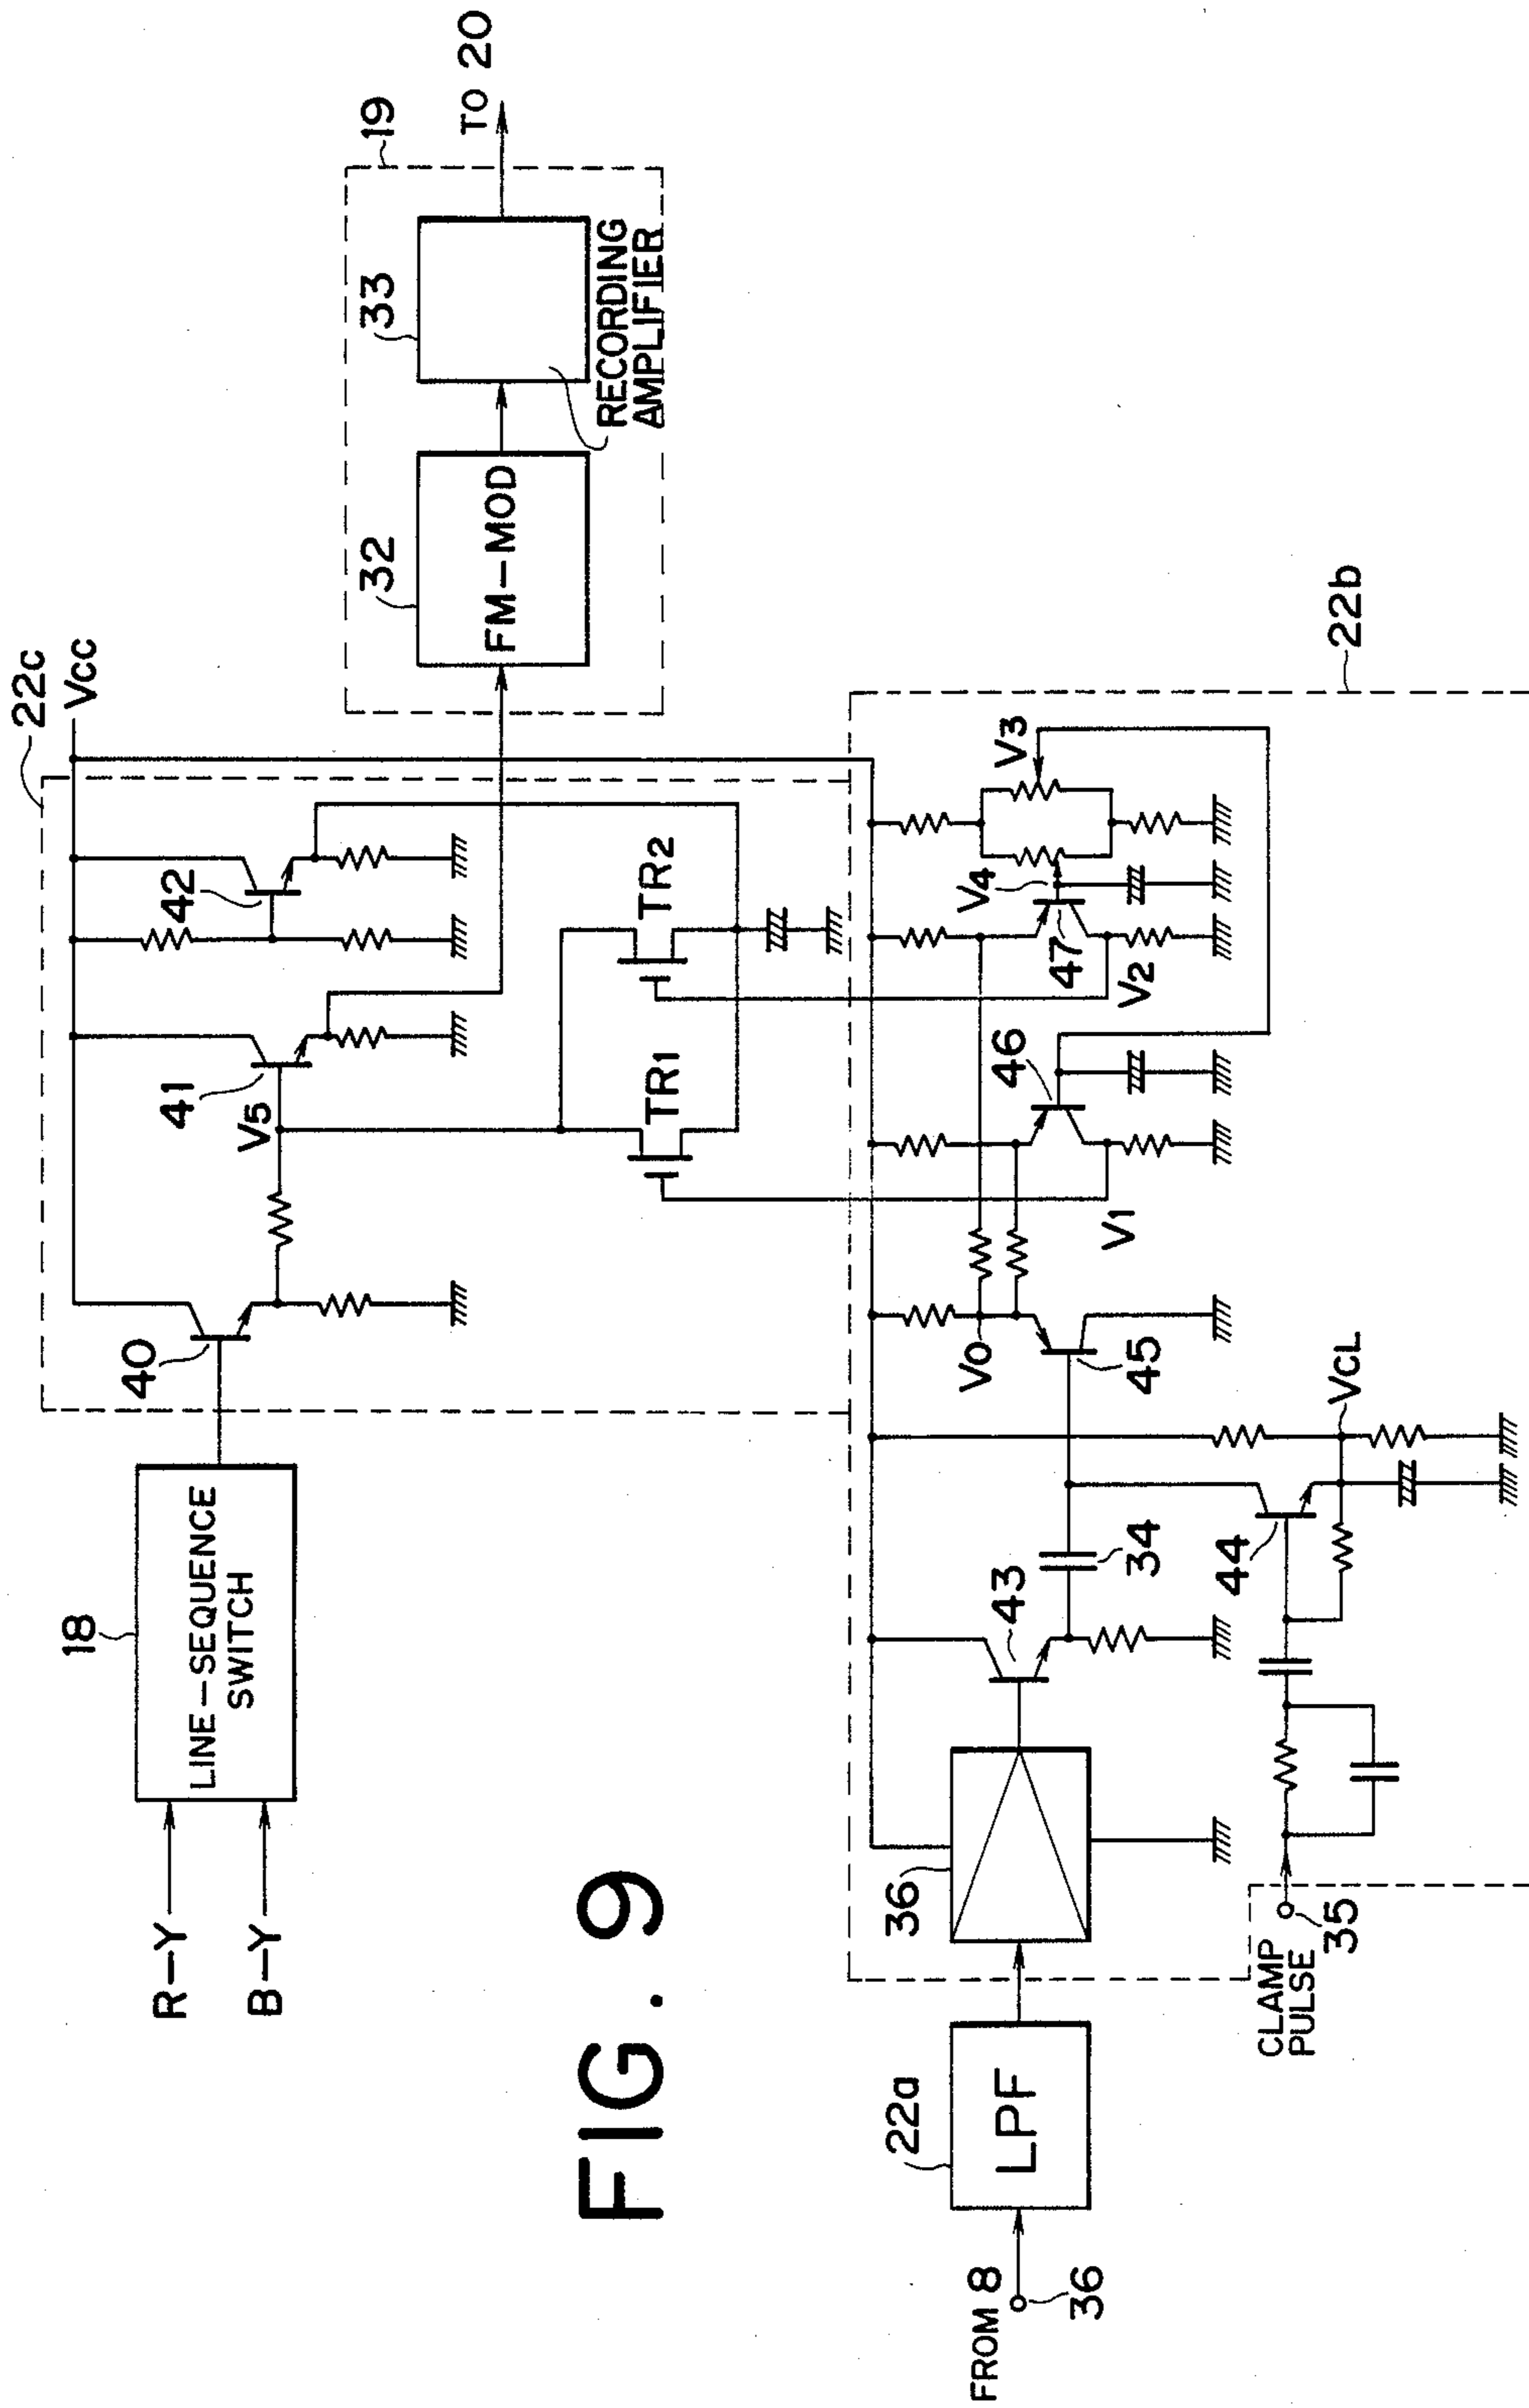 FIG. 9
R-Y
B-Y
18
LINE-SEQUENCE
SWITCH
22c
Vcc
40
41
42
V5
TR1
TR2
19
32
FM-MOD
33
RECORDING
AMPLIFIER
TO 20
FROM 8
36
22a
LPF
36
43
34
CLAMP
PULSE
35
44
VCL
45
V0
46
V1
47
V2
V4
V3
22b